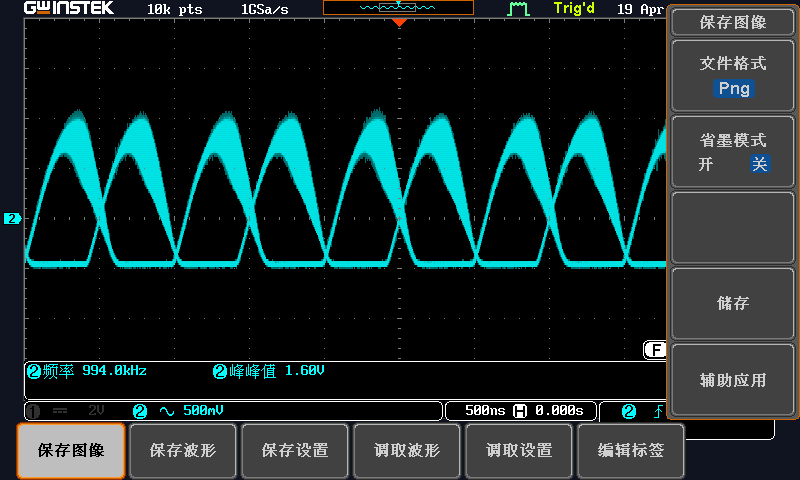 GWINSTEK 10k pts 1GSa/s Trig'd 19 Apr
保存图像
文件格式
Png
省墨模式
开 关
2
储存
F
②频率 994.0kHz ②峰峰值 1.60V
辅助应用
1 2V 2 500mV 500ns H 0.000s 2
保存图像 保存波形 保存设置 调取波形 调取设置 编辑标签